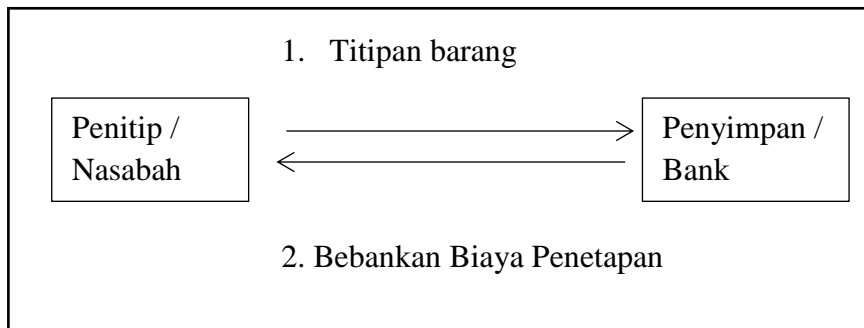 1. Titipan barang
Penitip /
Nasabah
Penyimpan /
Bank
2. Bebankan Biaya Penetapan